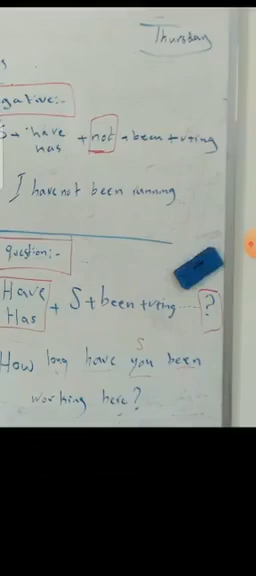 Thursday
s
gative:-
S + have
has + not + been + ving
I have not been running
question:-
Have
Has + S + been + ving ..... ?
S
How long have you been
working here?